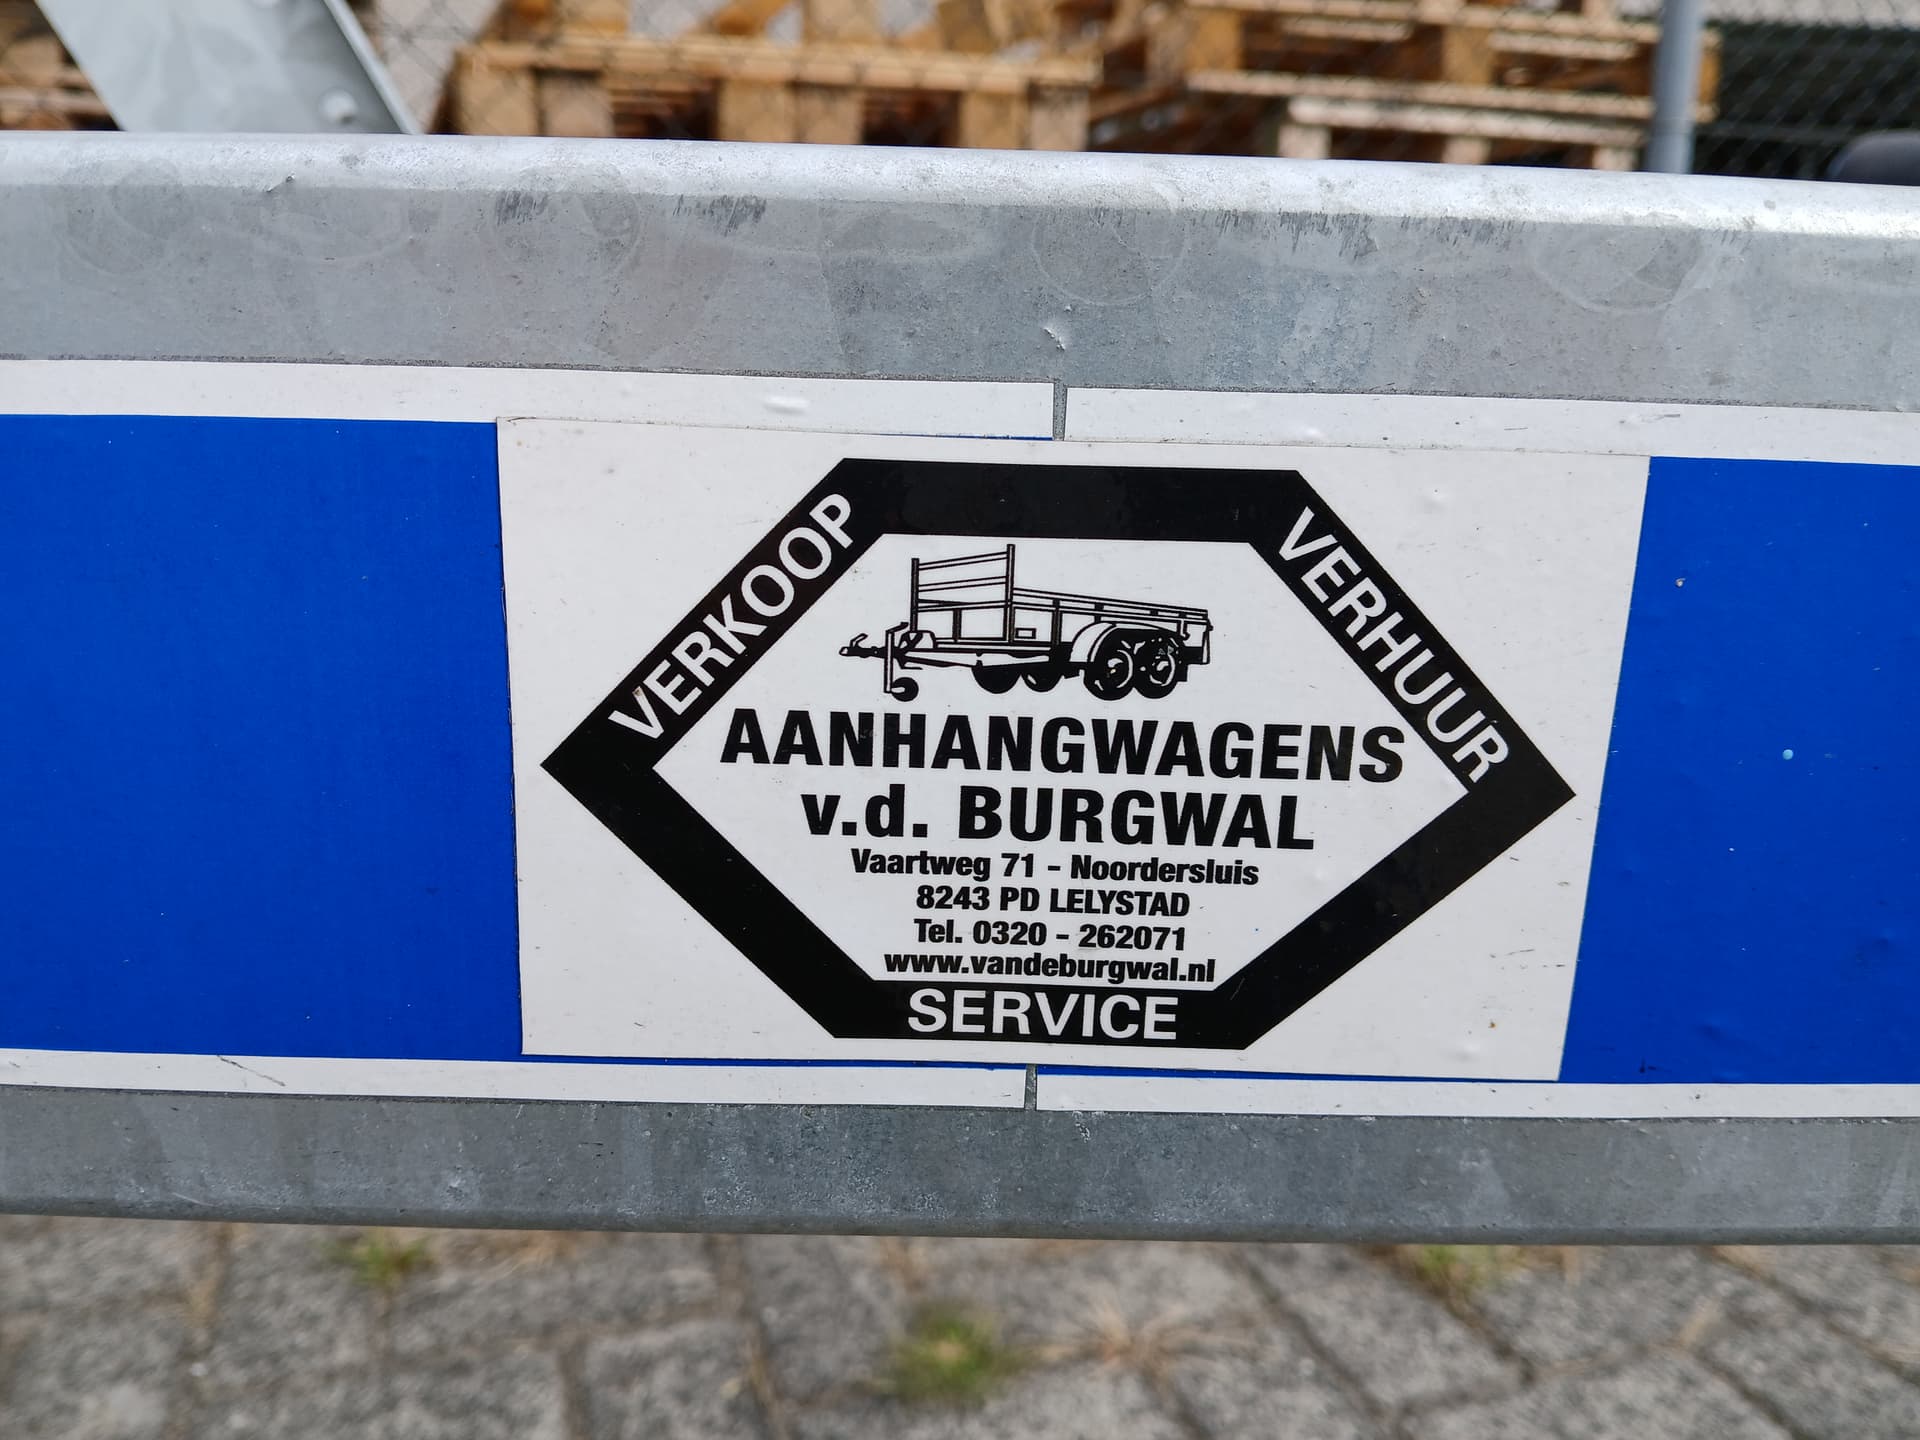 VERKOOP
VERHUUR
AANHANGWAGENS
v.d. BURGWAL
Vaartweg 71 - Noordersluis
8243 PD LELYSTAD
Tel. 0320 - 262071
www.vandeburgwal.nl
SERVICE